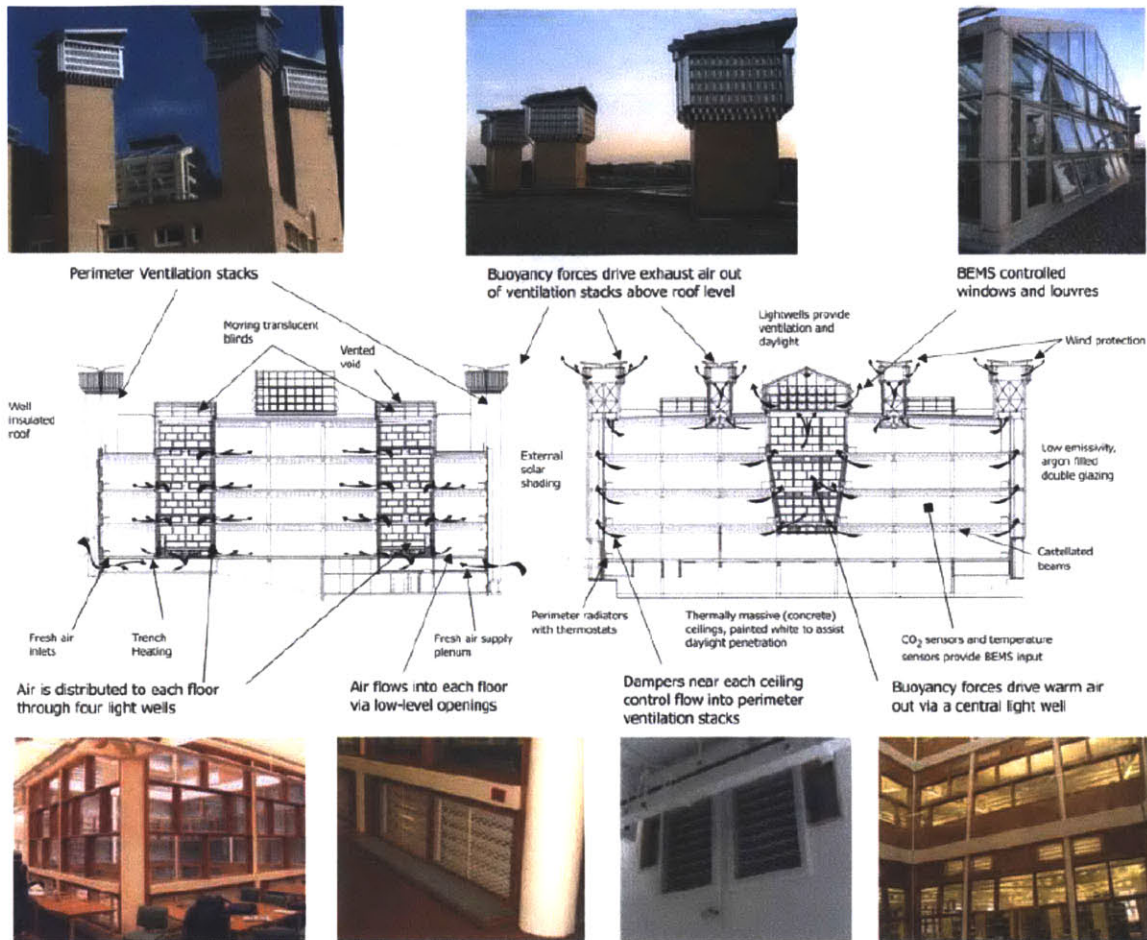 Perimeter Ventilation stacks
Buoyancy forces drive exhaust air out
of ventilation stacks above roof level
BEMS controlled
windows and louvres
Moving translucent
blinds
Vented
void
Lightwells provide
ventilation and
daylight
Wind protection
Well
insulated
roof
External
solar
shading
Low emissivity,
argon filled
double glazing
Castellated
beams
Fresh air
inlets
Trench
Heating
Fresh air supply
plenum
Perimeter radiators
with thermostats
Thermally massive (concrete)
ceilings, painted white to assist
daylight penetration
CO₂ sensors and temperature
sensors provide BEMS input
Air is distributed to each floor
through four light wells
Air flows into each floor
via low-level openings
Dampers near each ceiling
control flow into perimeter
ventilation stacks
Buoyancy forces drive warm air
out via a central light well